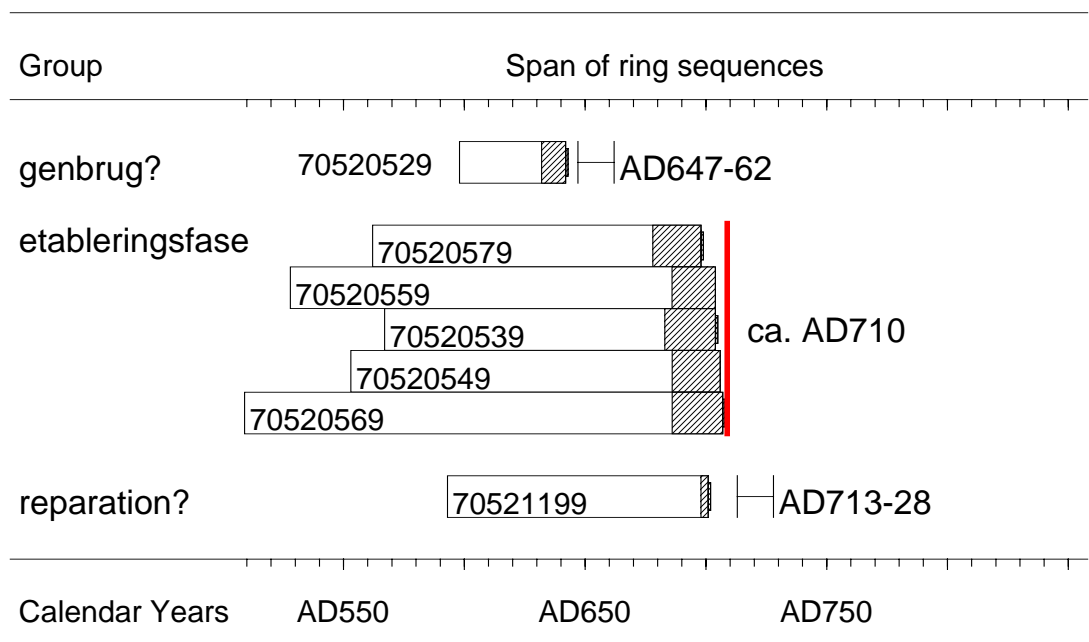 Group Span of ring sequences
genbrug? 70520529 AD647-62
etableringsfase
70520579
70520559
70520539 ca. AD710
70520549
70520569
reparation? 70521199 AD713-28
Calendar Years AD550 AD650 AD750